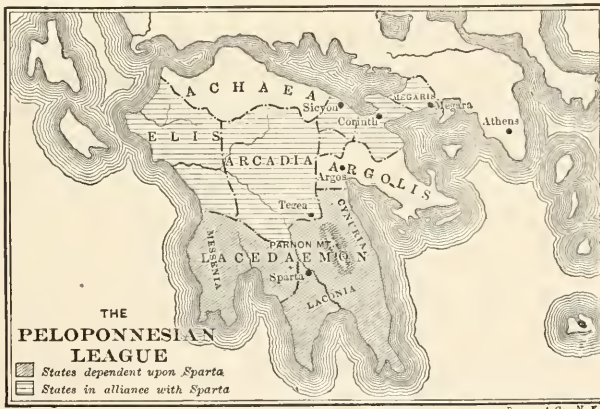 ACHAEA
Sicyon
MEGARIS
Megara
Corinth
Athens
ELIS
ARCADIA
ARGOLIS
Argos
Tegea
CYNURIA
PARNON MT.
MESSENIA
LACEDAEMON
Sparta
LACONIA
THE
PELOPONNESIAN
LEAGUE
States dependent upon Sparta
States in alliance with Sparta